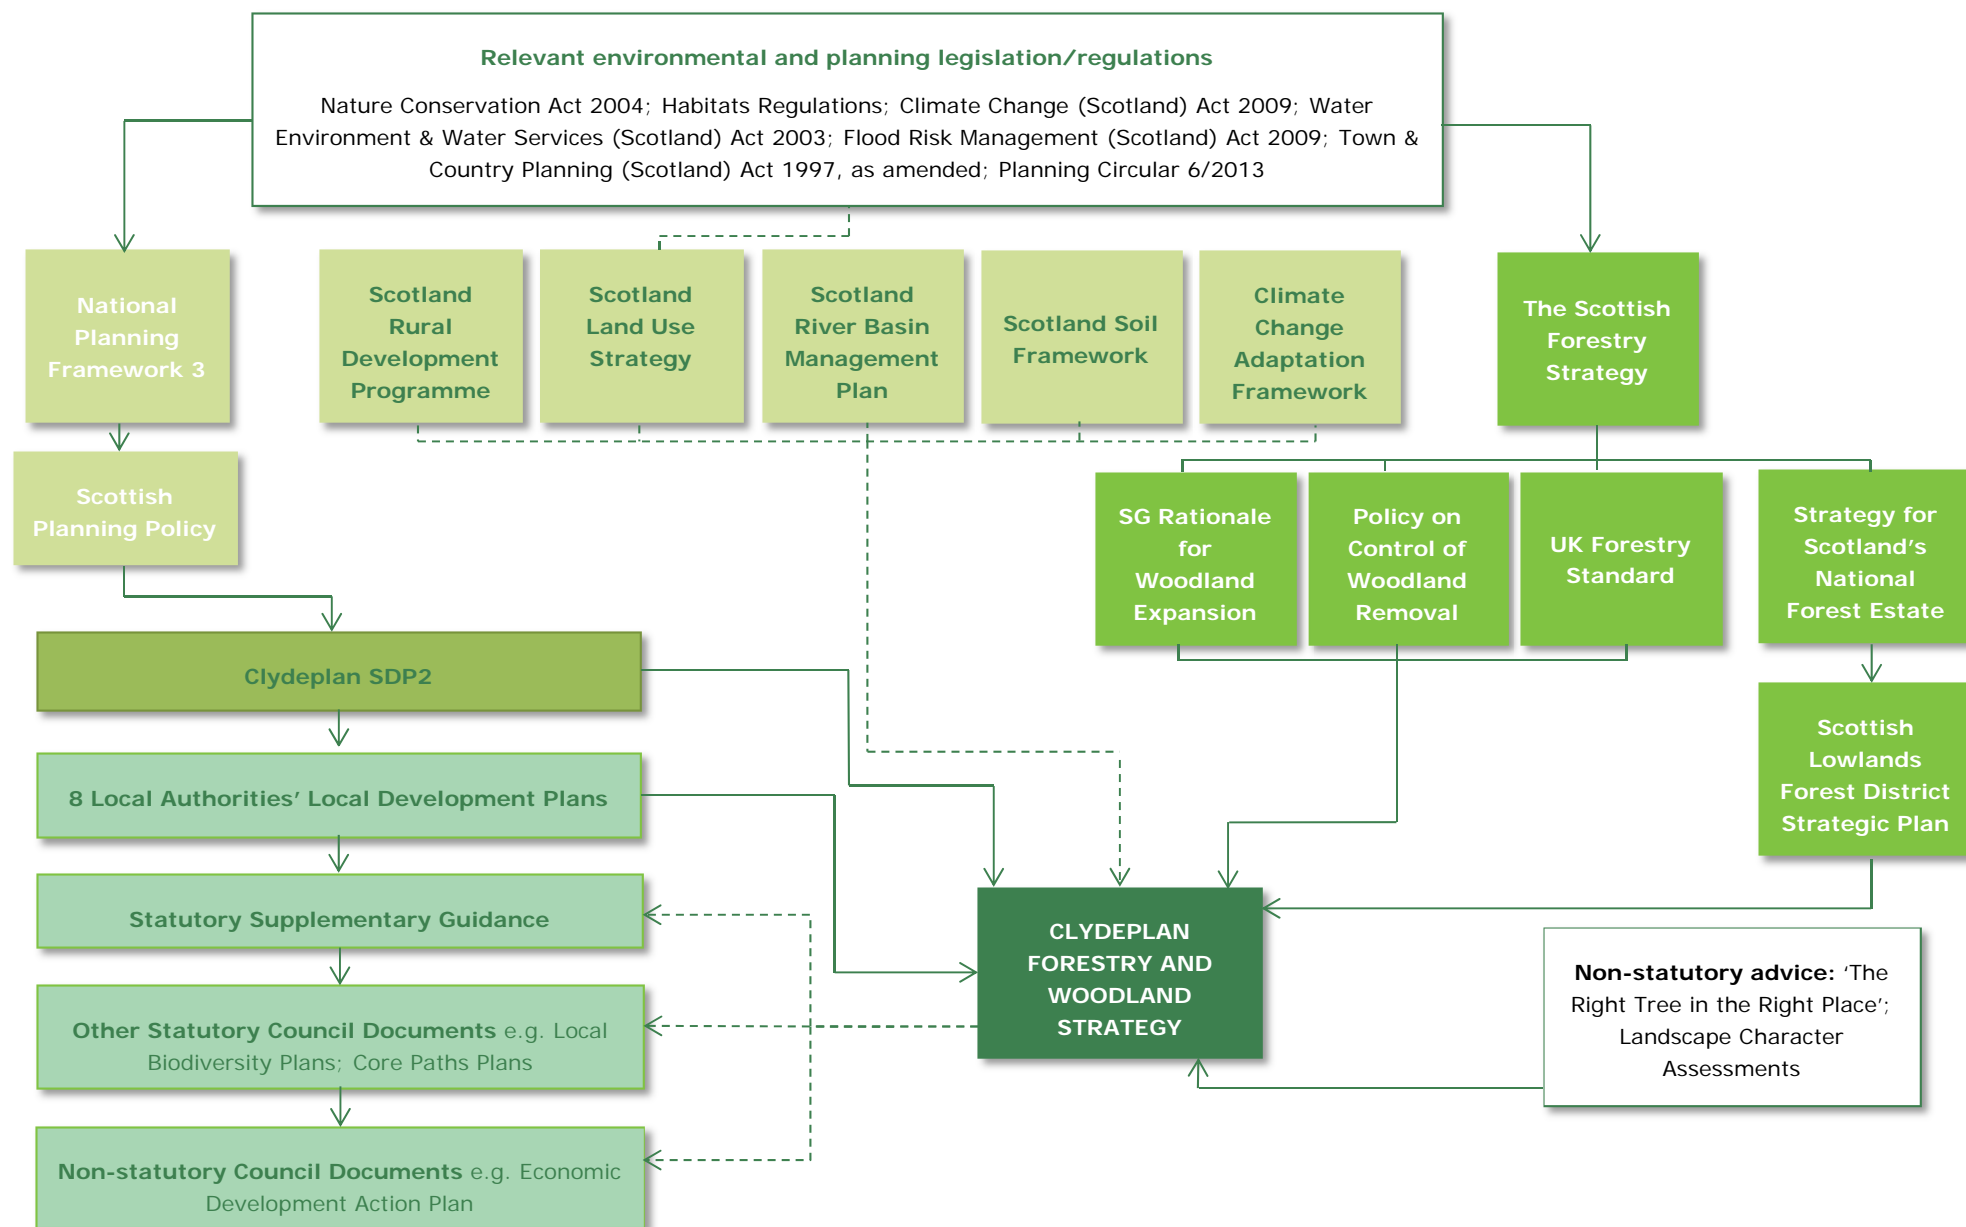 Relevant environmental and planning legislation/regulations
Nature Conservation Act 2004; Habitats Regulations; Climate Change (Scotland) Act 2009; Water
Environment & Water Services (Scotland) Act 2003; Flood Risk Management (Scotland) Act 2009; Town &
Country Planning (Scotland) Act 1997, as amended; Planning Circular 6/2013
National
Planning
Framework 3
Scotland
Rural
Development
Programme
Scotland
Land Use
Strategy
Scotland
River Basin
Management
Plan
Scotland Soil
Framework
Climate
Change
Adaptation
Framework
The Scottish
Forestry
Strategy
Scottish
Planning Policy
SG Rationale
for
Woodland
Expansion
Policy on
Control of
Woodland
Removal
UK Forestry
Standard
Strategy for
Scotland’s
National
Forest Estate
Clydeplan SDP2
Scottish
Lowlands
Forest District
Strategic Plan
8 Local Authorities’ Local Development Plans
Statutory Supplementary Guidance
CLYDEPLAN
FORESTRY AND
WOODLAND
STRATEGY
Non-statutory advice: ‘The
Right Tree in the Right Place’;
Landscape Character
Assessments
Other Statutory Council Documents e.g. Local
Biodiversity Plans; Core Paths Plans
Non-statutory Council Documents e.g. Economic
Development Action Plan